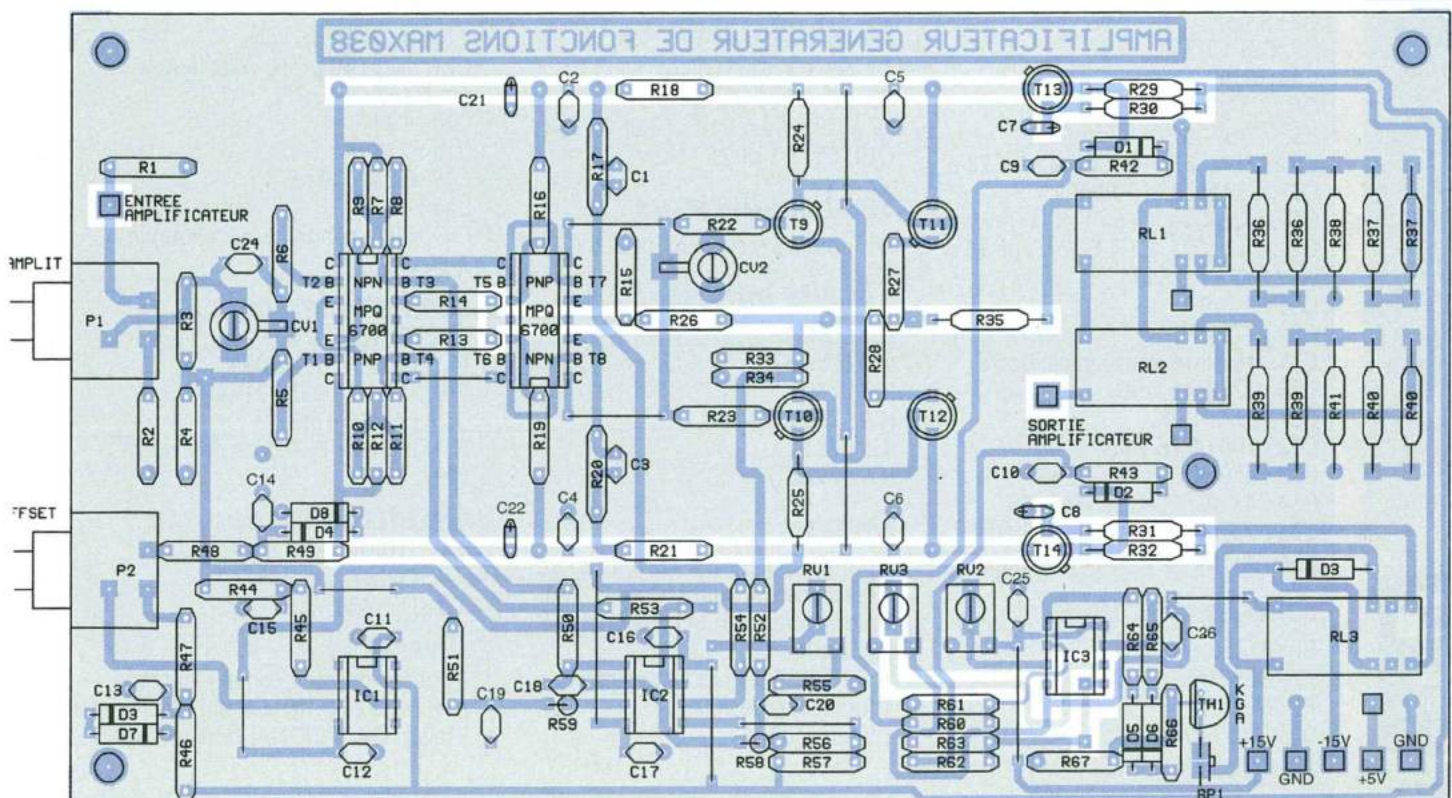 AMPLIFICATEUR GENERATEUR DE FONCTIONS MAX038
C21
C2
R18
C5
T13
R29
R30
R24
C7
D1
R1
R17
C1
C9
R42
ENTREE
AMPLIFICATEUR
R9
R7
R8
R16
R6
R22
T9
T11
RL1
R36
R36
R38
R37
R37
C24
AMPLIT
P1
R3
CV1
C
T2 B
E
E
T1 B
C
NPN
MPQ
6700
PNP
C
B T3
B T4
C
R14
R13
C
T5 B
T6 B
C
PNP
MPQ
6700
NPN
C
B T7
E
E
B T8
C
R15
CV2
R27
R26
R35
R28
R33
R34
RL2
R39
R39
R41
R40
R40
R5
R2
R4
R10
R12
R11
R19
R23
T10
T12
SORTIE
AMPLIFICATEUR
R20
C3
C14
C10
R43
D2
R25
FFSET
P2
D8
D4
C22
C4
C6
C8
R48
R49
R21
T14
R31
R32
RV1
RV3
RV2
C25
D3
R44
C15
R45
C11
R50
R53
C16
R54
R52
R64
R65
C26
RL3
R47
R51
IC1
IC2
IC3
C13
D3
D7
C18
R59
C19
R55
C20
R61
R60
R63
R62
TH1
K
G
A
R46
C12
C17
R58
R56
R57
R67
D5
D6
R66
RP1
+15V
GND
-15V
+5V
GND